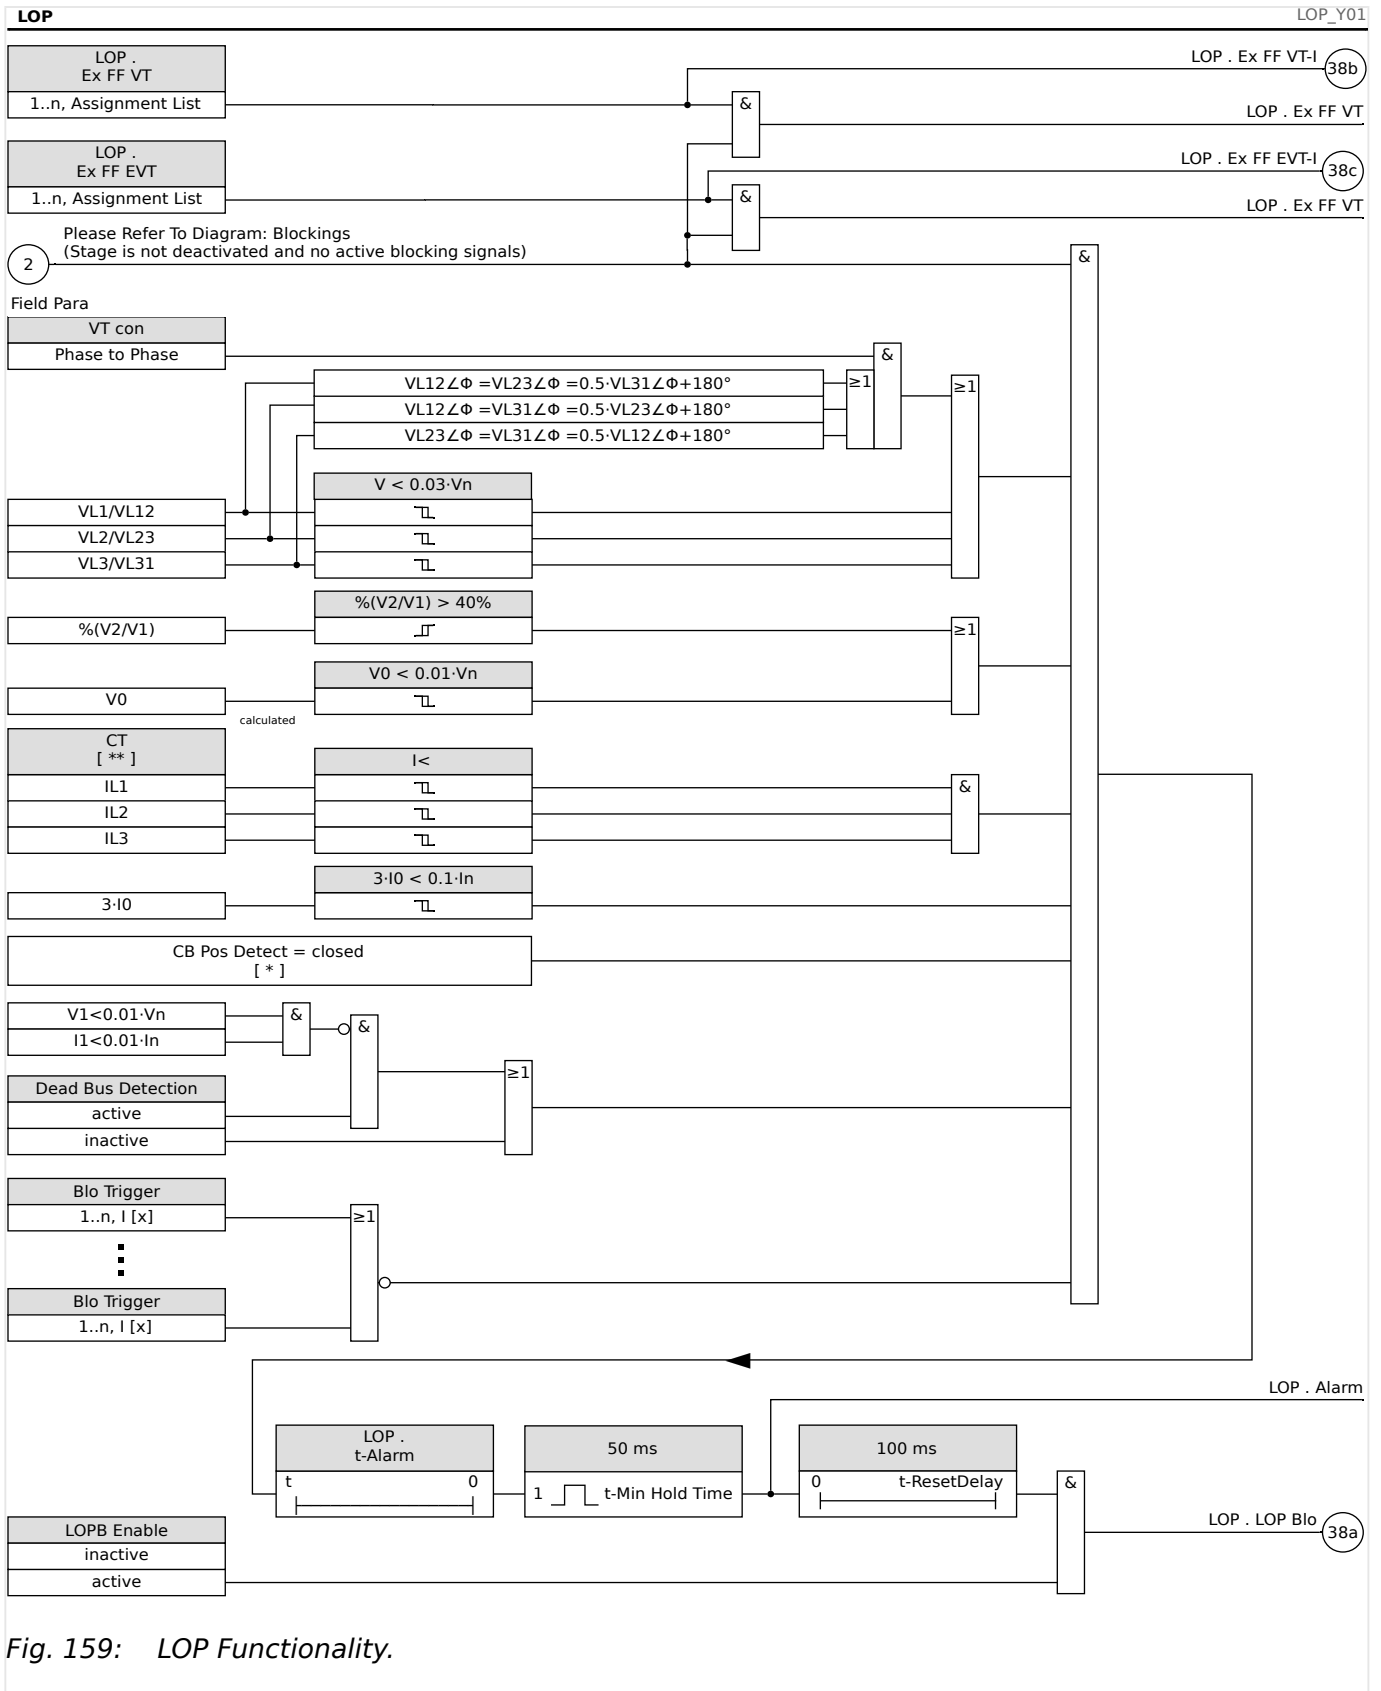 LOP
LOP_Y01
LOP .
Ex FF VT
1..n, Assignment List
LOP . Ex FF VT-I
38b
&
LOP . Ex FF VT
LOP .
Ex FF EVT
1..n, Assignment List
LOP . Ex FF EVT-I
38c
&
LOP . Ex FF VT
Please Refer To Diagram: Blockings
(Stage is not deactivated and no active blocking signals)
2
&
Field Para
VT con
Phase to Phase
&
VL12∠Φ =VL23∠Φ =0.5·VL31∠Φ+180°
≥1
≥1
VL12∠Φ =VL31∠Φ =0.5·VL23∠Φ+180°
VL23∠Φ =VL31∠Φ =0.5·VL12∠Φ+180°
V < 0.03·Vn
VL1/VL12
VL2/VL23
VL3/VL31
%(V2/V1) > 40%
%(V2/V1)
≥1
V0 < 0.01·Vn
V0
calculated
CT
[ ** ]
I<
IL1
&
IL2
IL3
3·I0 < 0.1·In
3·I0
CB Pos Detect = closed
[ * ]
V1<0.01·Vn
I1<0.01·In
&
&
≥1
Dead Bus Detection
active
inactive
Blo Trigger
1..n, I [x]
≥1
Blo Trigger
1..n, I [x]
LOP . Alarm
LOP .
t-Alarm
t 0
50 ms
1 t-Min Hold Time
100 ms
0 t-ResetDelay
&
LOP . LOP Blo
38a
LOPB Enable
inactive
active
Fig. 159: LOP Functionality.